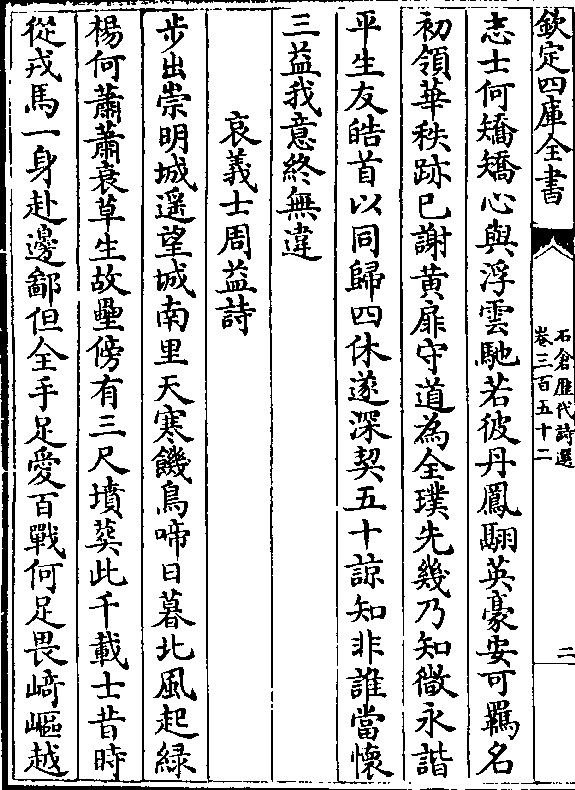 欽定四庫全書
石倉歷代詩選
卷三百五十二
二
志士何矯矯心與浮雲馳若彼丹鳳翮英豪安可羈名
初領華秩跡已謝黃扉守道為全璞先幾乃知微永諧
平生友皓首以同歸四休遂深契五十諒知非誰當懷
三益我意終無違
哀義士周益詩
步出崇明城遥望城南里天寒饑烏啼日暮北風起緑
楊何蕭蕭衰草生故壘傍有三尺墳葬此千載士昔時
從戎馬一身赴邊鄙但全手足愛百戰何足畏崎嶇越